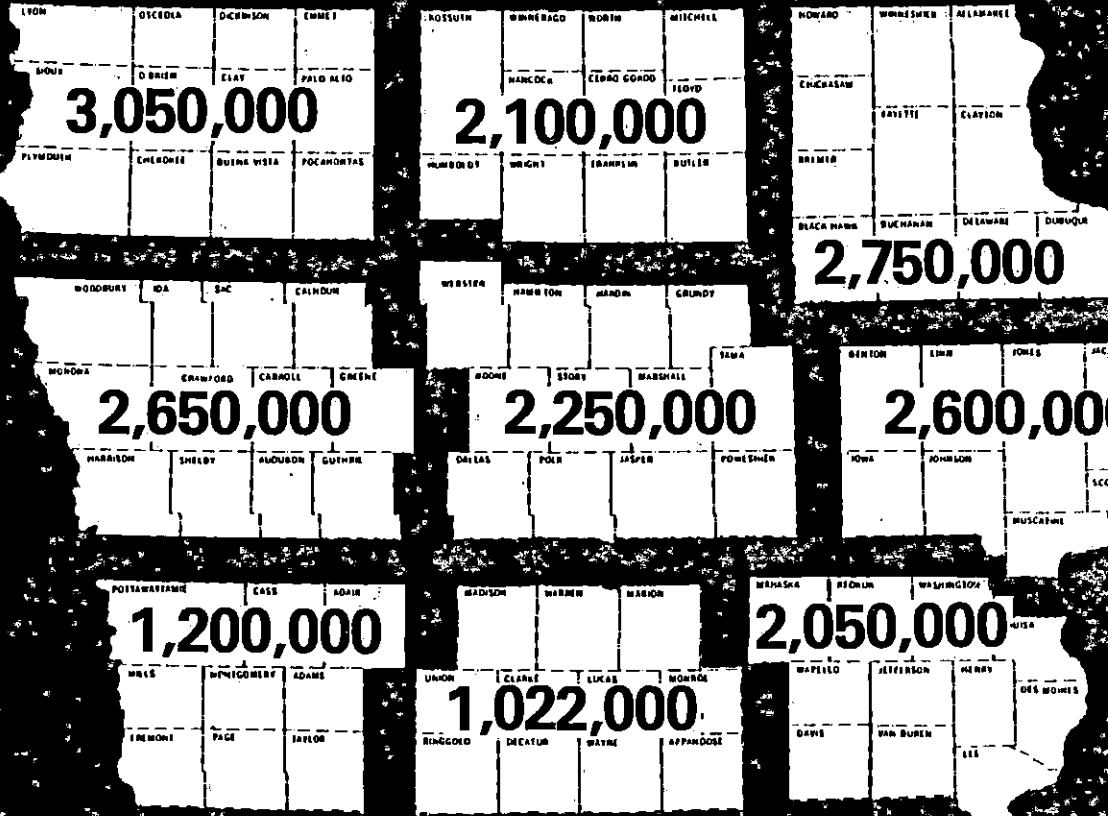 LYON OSCEOLA DICKINSON EMMET
SIOUX O BRIEN CLAY PALO ALTO
3,050,000
PLYMOUTH CHEROKEE BUENA VISTA POCAHONTAS
KOSSUTH WINNEBAGO WORTH MITCHELL
HANCOCK CERRO GORDO FLOYD
2,100,000
HUMBOLDT WRIGHT FRANKLIN BUTLER
HOWARD WINNESHIEK ALLAMAKEE
CHICKASAW
FAYETTE CLAYTON
BREMER
BLACK HAWK BUCHANAN DELAWARE DUBUQUE
2,750,000
WOODBURY IDA SAC CALHOUN
MONONA CRAWFORD CARROLL GREENE
2,650,000
HARRISON SHELBY AUDUBON GUTHRIE
WEBSTER HAMILTON HARDIN GRUNDY
TAMA
BOONE STORY MARSHALL
2,250,000
DALLAS POLK JASPER POWESHIEK
BENTON LINN JONES JAC
2,600,00
IOWA JOHNSON
SCO
MUSCATINE
POTTAWATTAMIE CASS ADAIR
1,200,000
MILLS MONTGOMERY ADAMS
FREMONT PAGE TAYLOR
MADISON WARREN MARION
UNION CLARKE LUCAS MONROE
1,022,000
RINGGOLD DECATUR WAYNE APPANOOSE
MAHASKA KEOKUK WASHINGTON
2,050,000
UISA
WAPELLO JEFFERSON HENRY
DES MOINES
DAVIS VAN BUREN
LEE